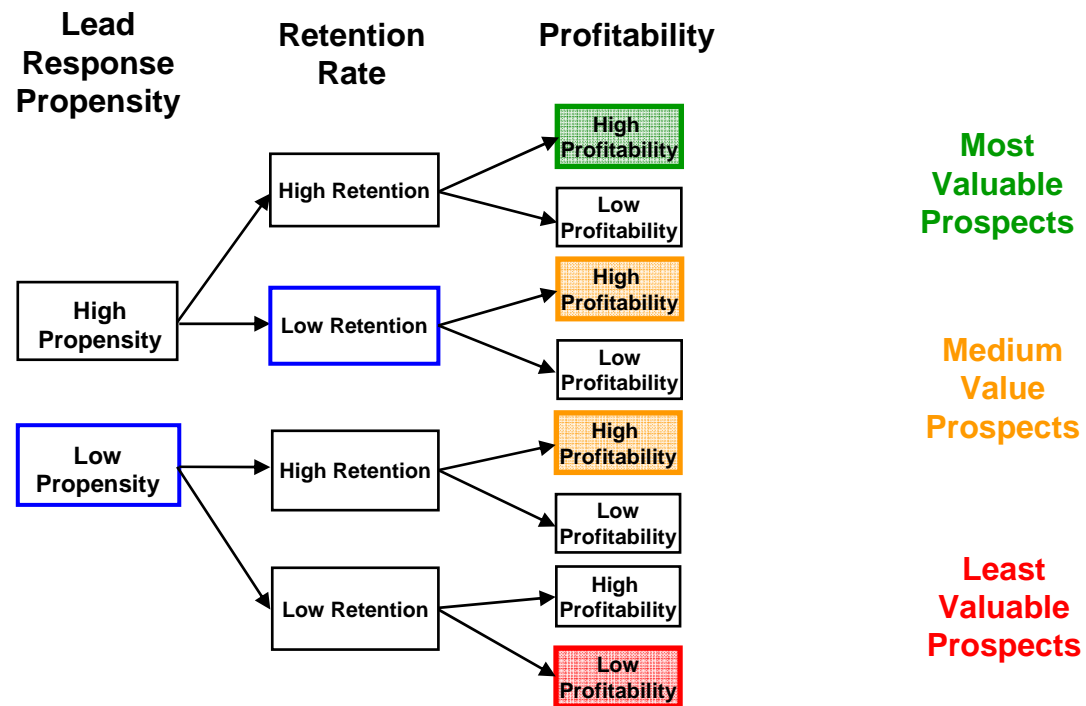 Lead
Response
Propensity
Retention
Rate
Profitability
High
Propensity
Low
Propensity
High Retention
Low Retention
High Retention
Low Retention
High
Profitability
Low
Profitability
High
Profitability
Low
Profitability
High
Profitability
Low
Profitability
High
Profitability
Low
Profitability
Most
Valuable
Prospects
Medium
Value
Prospects
Least
Valuable
Prospects